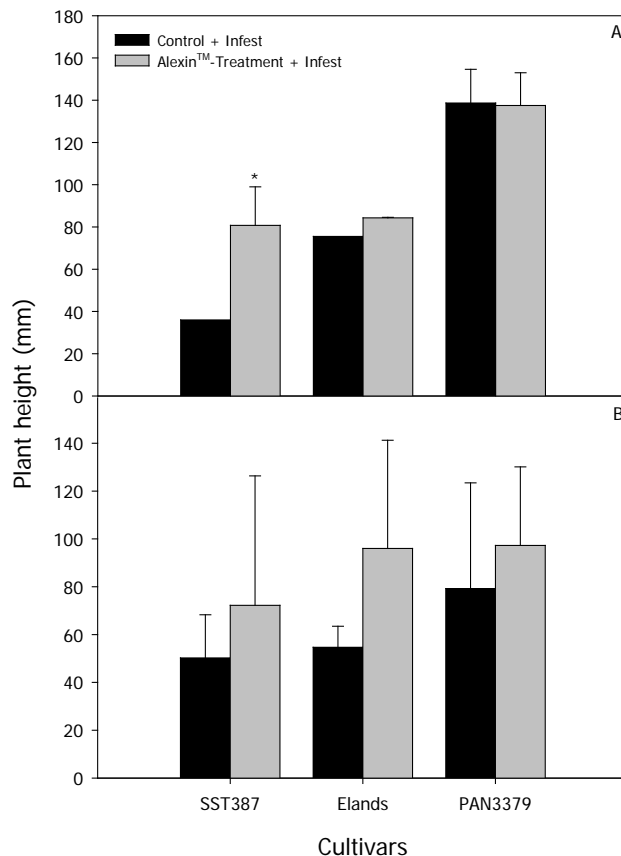 180
A
160
140
120
100
80
60
40
20
0
Control + Infest
Alexin™-Treatment + Infest
*
B
140
120
100
80
60
40
20
0
Plant height (mm)
SST387 Elands PAN3379
Cultivars